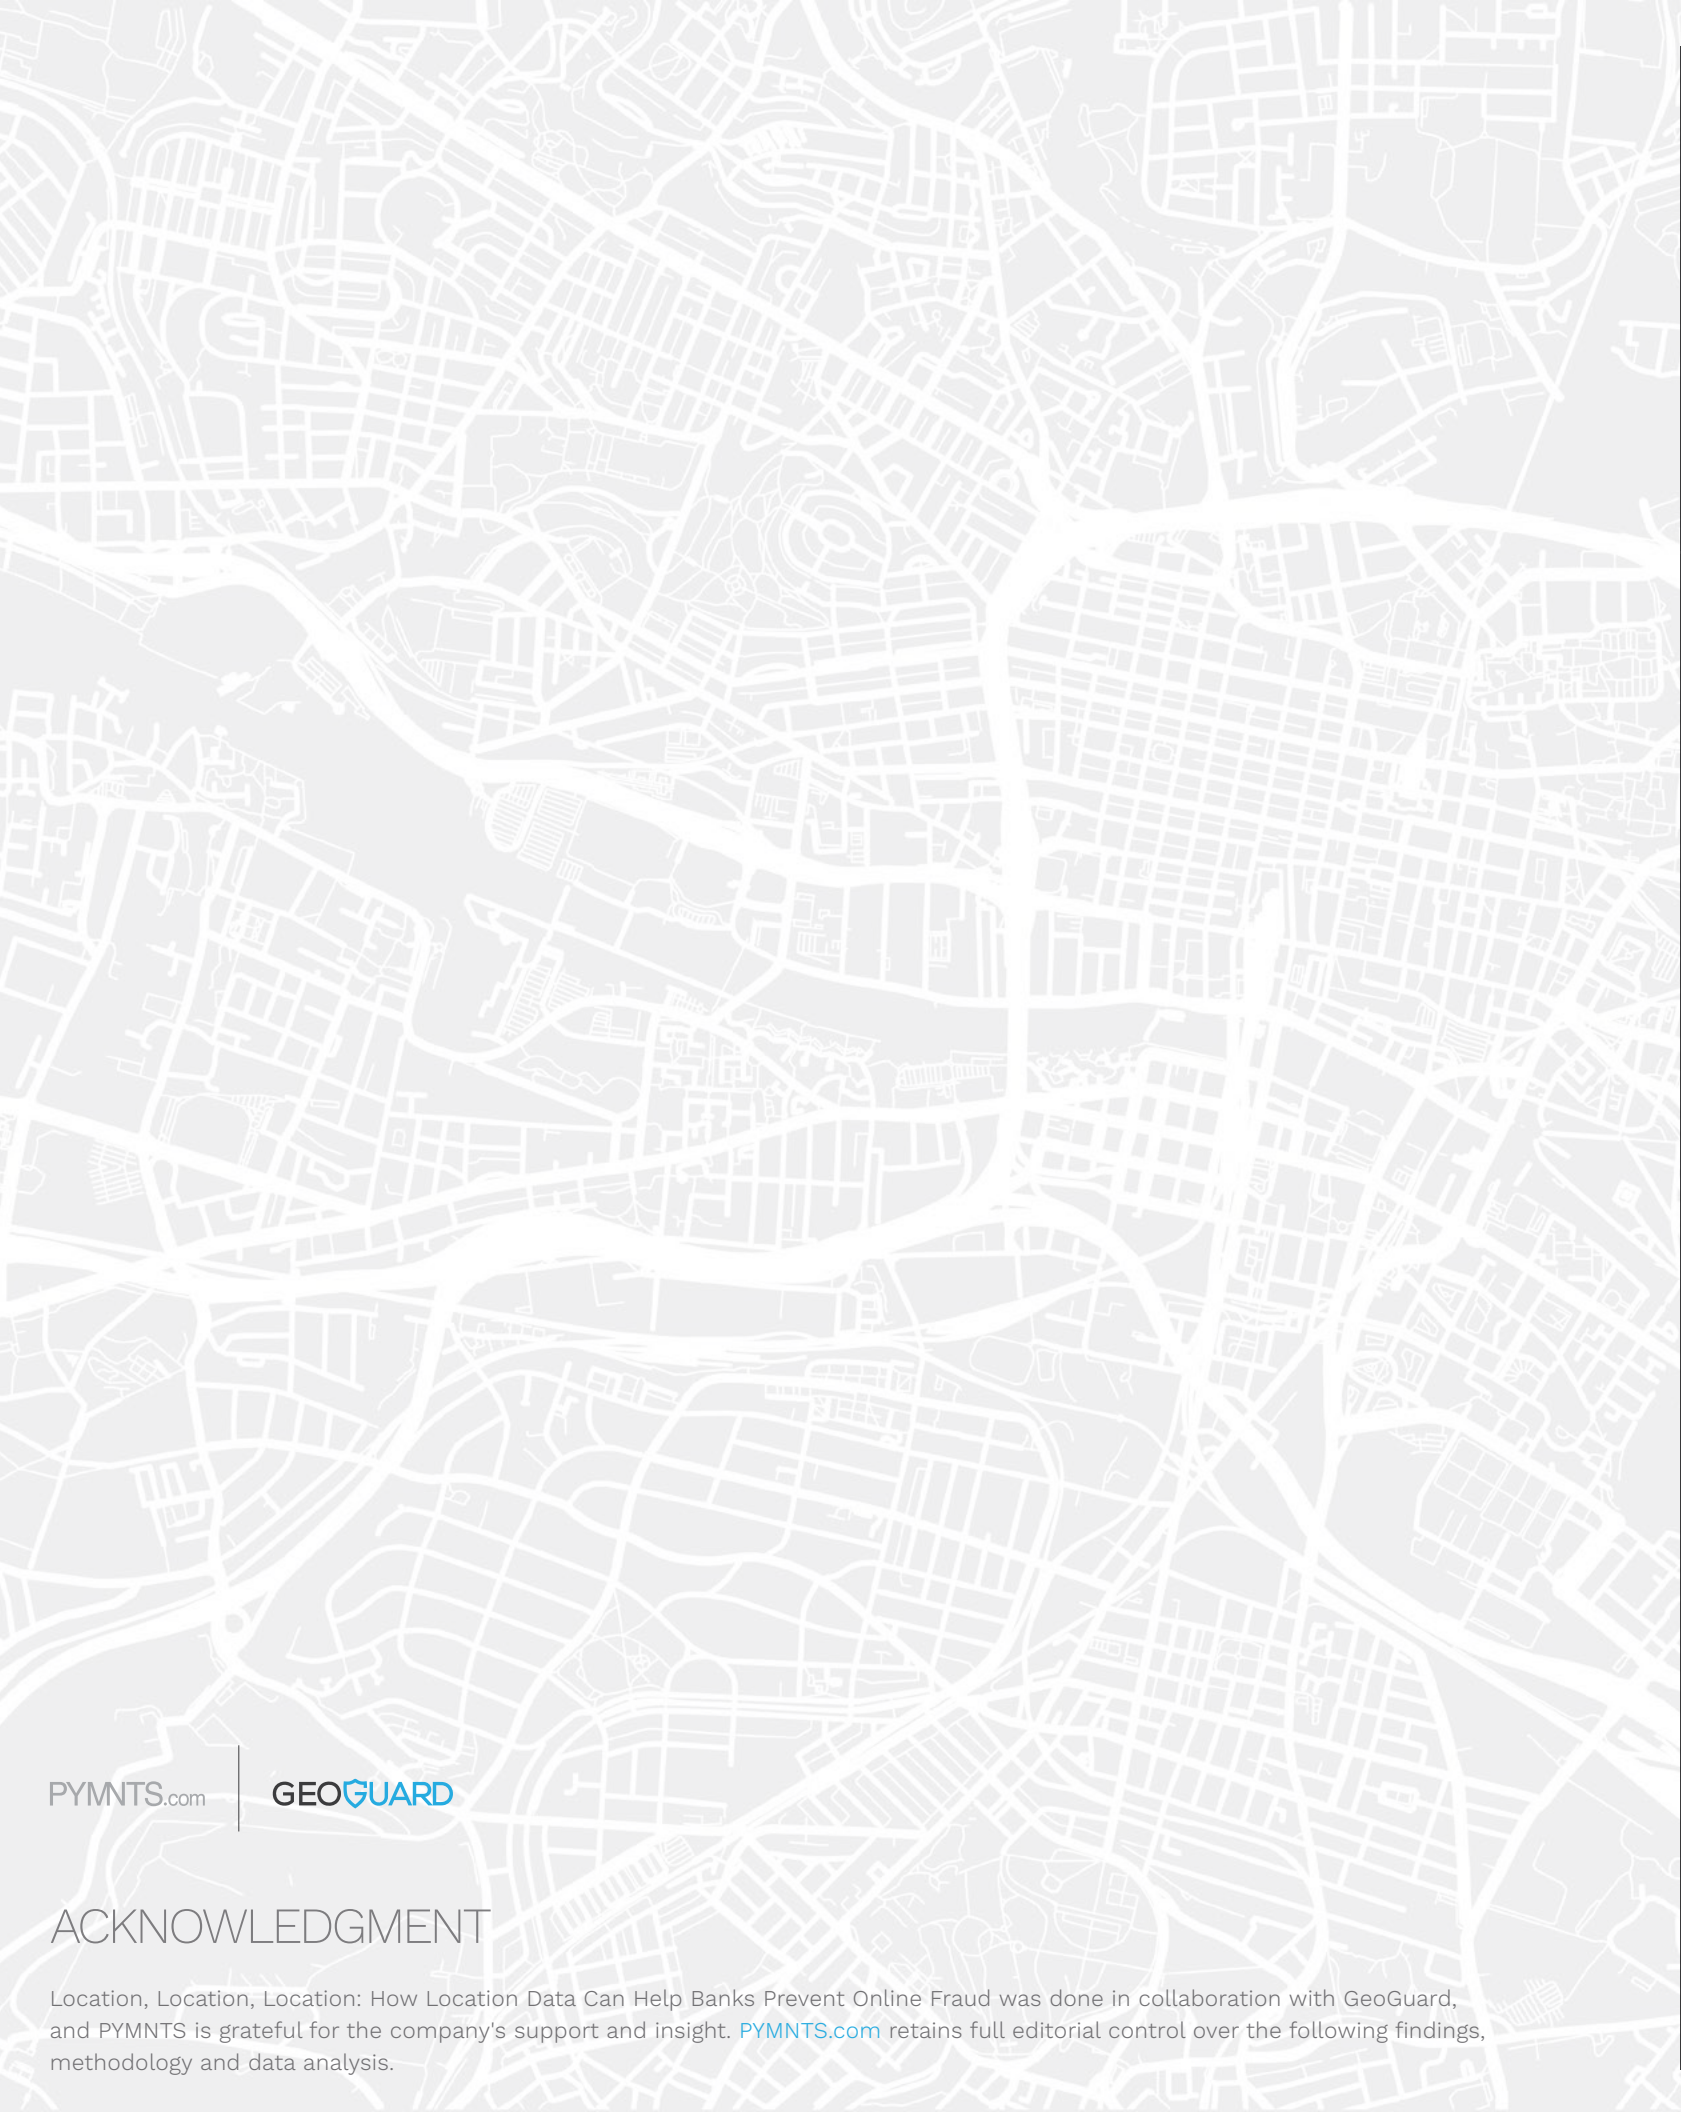 PYMNTS.com
GEOGUARD
ACKNOWLEDGMENT
Location, Location, Location: How Location Data Can Help Banks Prevent Online Fraud was done in collaboration with GeoGuard,
and PYMNTS is grateful for the company's support and insight. PYMNTS.com retains full editorial control over the following findings,
methodology and data analysis.